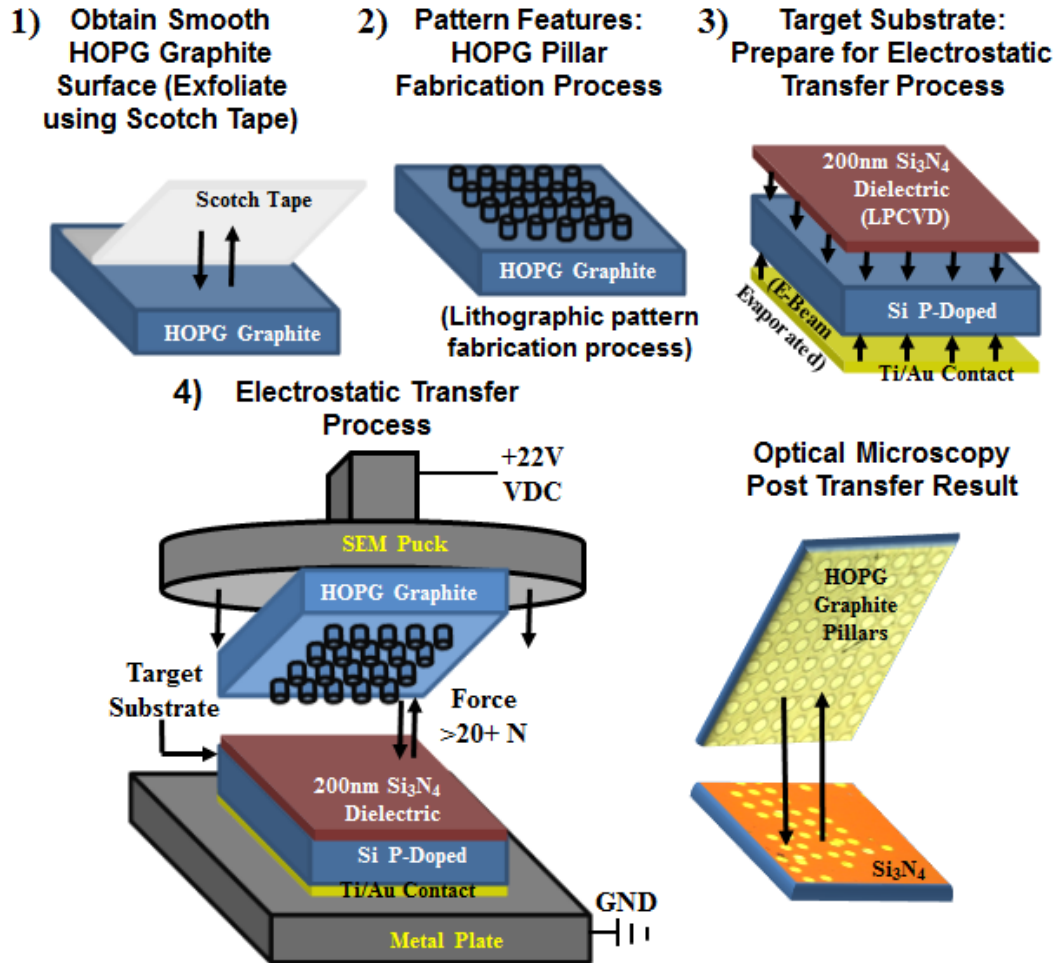 1) Obtain Smooth
HOPG Graphite
Surface (Exfoliate
using Scotch Tape)
Scotch Tape
HOPG Graphite
2) Pattern Features:
HOPG Pillar
Fabrication Process
HOPG Graphite
(Lithographic pattern
fabrication process)
3) Target Substrate:
Prepare for Electrostatic
Transfer Process
200nm Si₃N₄
Dielectric
(LPCVD)
Si P-Doped
(E-Beam
Evaporated)
Ti/Au Contact
4) Electrostatic Transfer
Process
+22V
VDC
SEM Puck
HOPG Graphite
Target
Substrate
Force
>20+ N
200nm Si₃N₄
Dielectric
Si P-Doped
Ti/Au Contact
GND
Metal Plate
Optical Microscopy
Post Transfer Result
HOPG
Graphite
Pillars
Si₃N₄